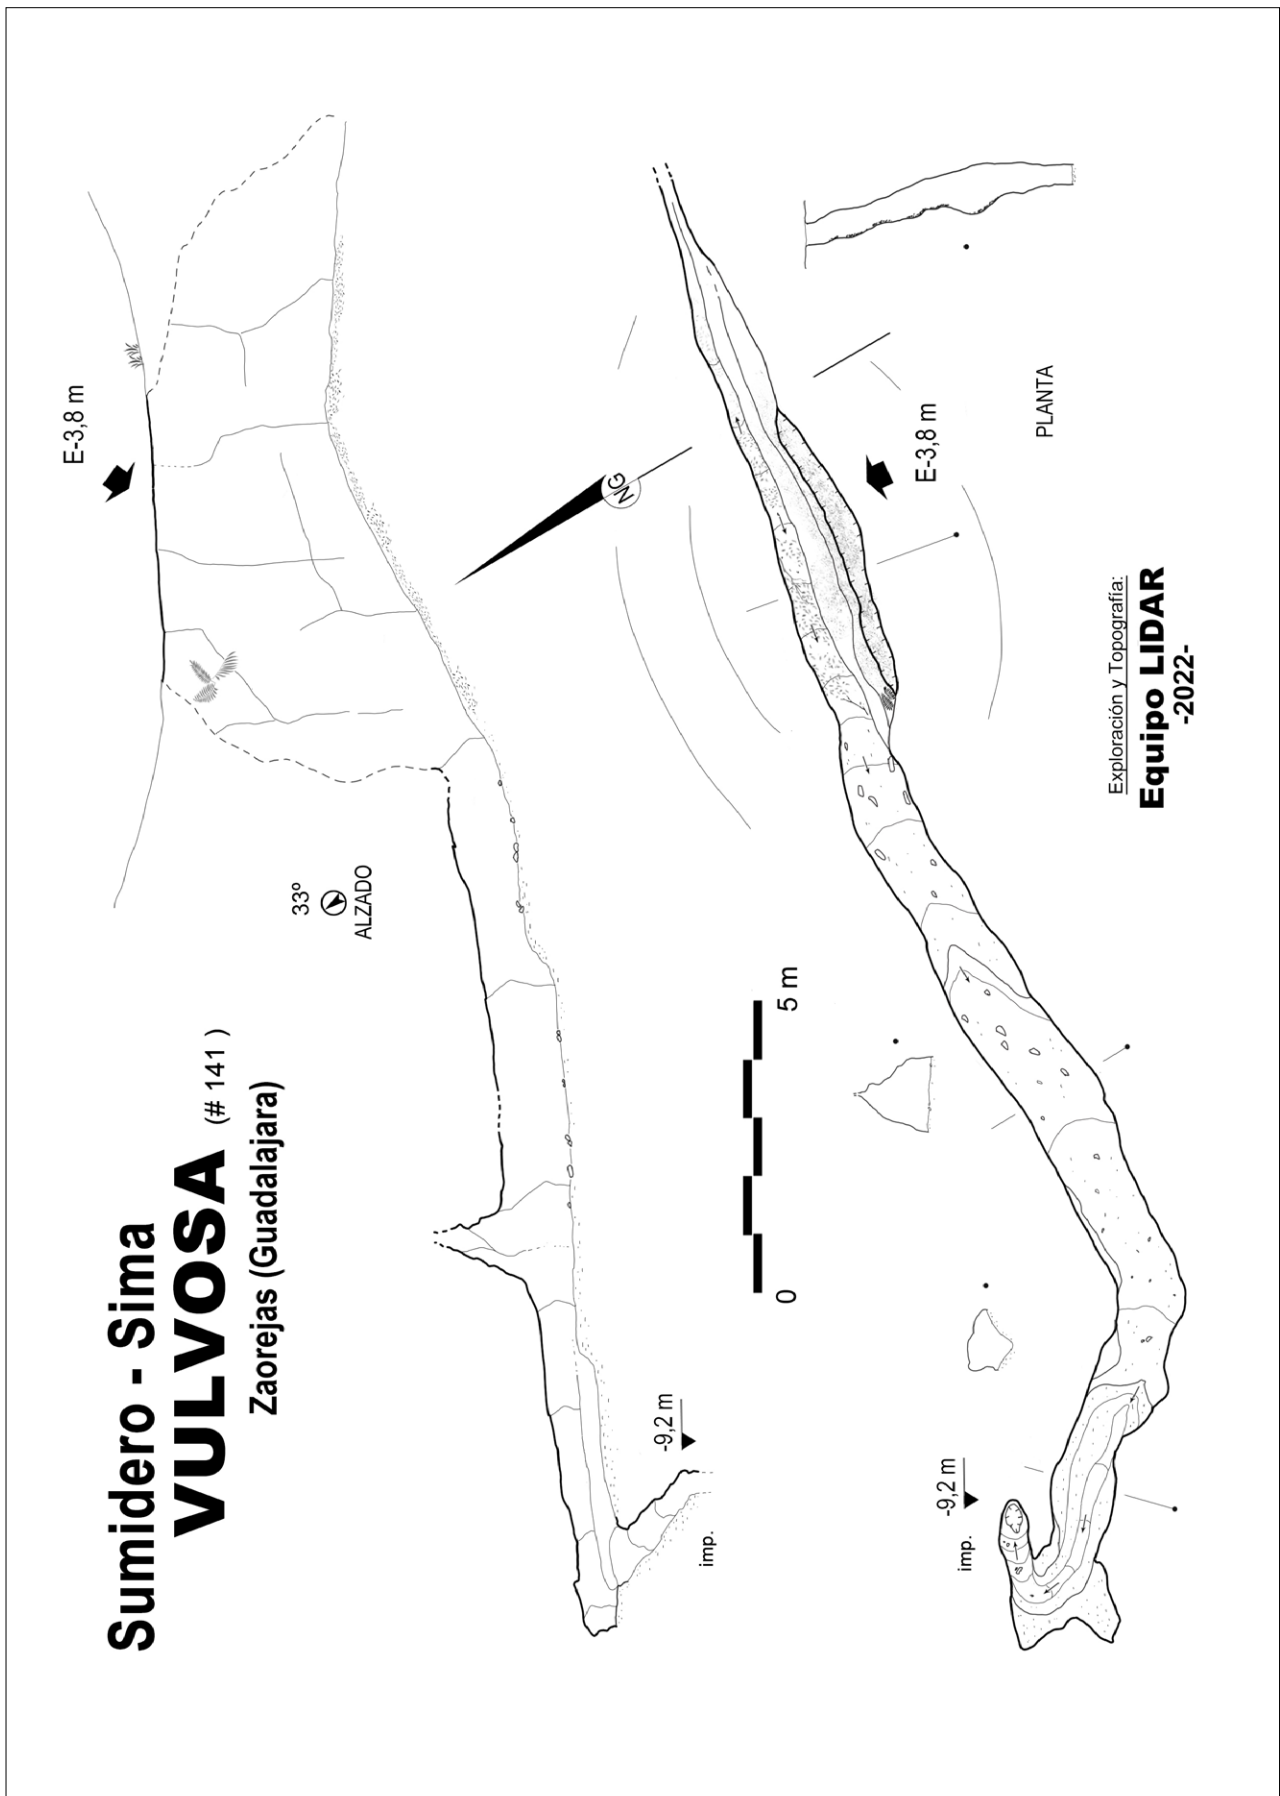 Sumidero - Sima
VULVOSA (# 141 )
Zaorejas (Guadalajara)
E-3,8 m
33º
ALZADO
-9,2 m
imp.
NG
0
5 m
E-3,8 m
PLANTA
-9,2 m
imp.
Exploración y Topografía:
Equipo LIDAR
-2022-